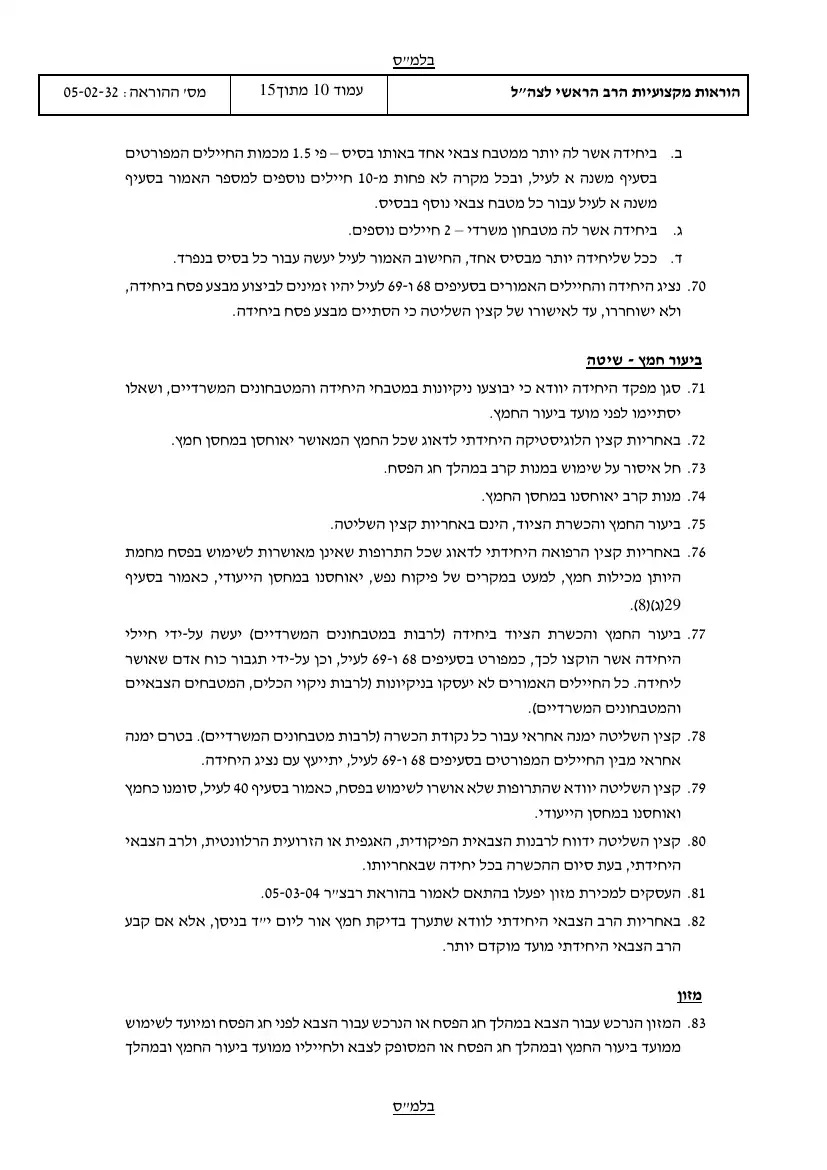 בלמ״ס
הוראות מקצועיות הרב הראשי לצה״ל
עמוד 10 מתוך15
מס׳ ההוראה: 05-02-32
ב. ביחידה אשר לה יותר ממטבח צבאי אחד באותו בסיס – פי 1.5 מכמות החיילים המפורטים
בסעיף משנה א לעיל, ובכל מקרה לא פחות מ-10 חיילים נוספים למספר האמור בסעיף
משנה א לעיל עבור כל מטבח צבאי נוסף בבסיס.
ג. ביחידה אשר לה מטבחון משרדי – 2 חיילים נוספים.
ד. ככל שליחידה יותר מבסיס אחד, החישוב האמור לעיל יעשה עבור כל בסיס בנפרד.
70. נציג היחידה והחיילים האמורים בסעיפים 68 ו-69 לעיל יהיו זמינים לביצוע מבצע פסח ביחידה,
ולא ישוחררו, עד לאישורו של קצין השליטה כי הסתיים מבצע פסח ביחידה.
ביעור חמץ - שיטה
71. סגן מפקד היחידה יוודא כי יבוצעו ניקיונות במטבחי היחידה והמטבחונים המשרדיים, ושאלו
יסתיימו לפני מועד ביעור החמץ.
72. באחריות קצין הלוגיסטיקה היחידתי לדאוג שכל החמץ המאושר יאוחסן במחסן חמץ.
73. חל איסור על שימוש במנות קרב במהלך חג הפסח.
74. מנות קרב יאוחסנו במחסן החמץ.
75. ביעור החמץ והכשרת הציוד, הינם באחריות קצין השליטה.
76. באחריות קצין הרפואה היחידתי לדאוג שכל התרופות שאינן מאושרות לשימוש בפסח מחמת
היותן מכילות חמץ, למעט במקרים של פיקוח נפש, יאוחסנו במחסן הייעודי, כאמור בסעיף
29(ג)(8).
77. ביעור החמץ והכשרת הציוד ביחידה (לרבות במטבחונים המשרדיים) יעשה על-ידי חיילי
היחידה אשר הוקצו לכך, כמפורט בסעיפים 68 ו-69 לעיל, וכן על-ידי תגבור כוח אדם שאושר
ליחידה. כל החיילים האמורים לא יעסקו בניקיונות (לרבות ניקוי הכלים, המטבחים הצבאיים
והמטבחונים המשרדיים).
78. קצין השליטה ימנה אחראי עבור כל נקודת הכשרה (לרבות מטבחונים המשרדיים). בטרם ימנה
אחראי מבין החיילים המפורטים בסעיפים 68 ו-69 לעיל, יתייעץ עם נציג היחידה.
79. קצין השליטה יוודא שהתרופות שלא אושרו לשימוש בפסח, כאמור בסעיף 40 לעיל, סומנו כחמץ
ואוחסנו במחסן הייעודי.
80. קצין השליטה ידווח לרבנות הצבאית הפיקודית, האגפית או הזרועית הרלוונטית, ולרב הצבאי
היחידתי, בעת סיום ההכשרה בכל יחידה שבאחריותו.
81. העסקים למכירת מזון יפעלו בהתאם לאמור בהוראת רבצ״ר 05-03-04.
82. באחריות הרב הצבאי היחידתי לוודא שתערך בדיקת חמץ אור ליום י״ד בניסן, אלא אם קבע
הרב הצבאי היחידתי מועד מוקדם יותר.
מזון
83. המזון הנרכש עבור הצבא במהלך חג הפסח או הנרכש עבור הצבא לפני חג הפסח ומיועד לשימוש
ממועד ביעור החמץ ובמהלך חג הפסח או המסופק לצבא ולחייליו ממועד ביעור החמץ ובמהלך
בלמ״ס